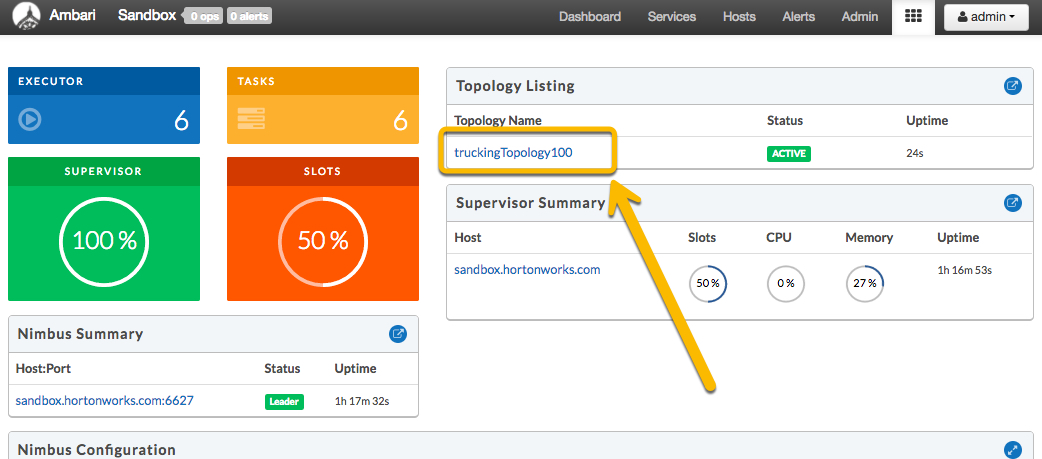 Ambari Sandbox 0 ops 0 alerts Dashboard Services Hosts Alerts Admin admin
EXECUTOR
6
TASKS
6
SUPERVISOR
100 %
SLOTS
50 %
Topology Listing
Topology Name Status Uptime
truckingTopology100 ACTIVE 24s
Supervisor Summary
Host Slots CPU Memory Uptime
sandbox.hortonworks.com 50 % 0 % 27 % 1h 16m 53s
Nimbus Summary
Host:Port Status Uptime
sandbox.hortonworks.com:6627 Leader 1h 17m 32s
Nimbus Configuration